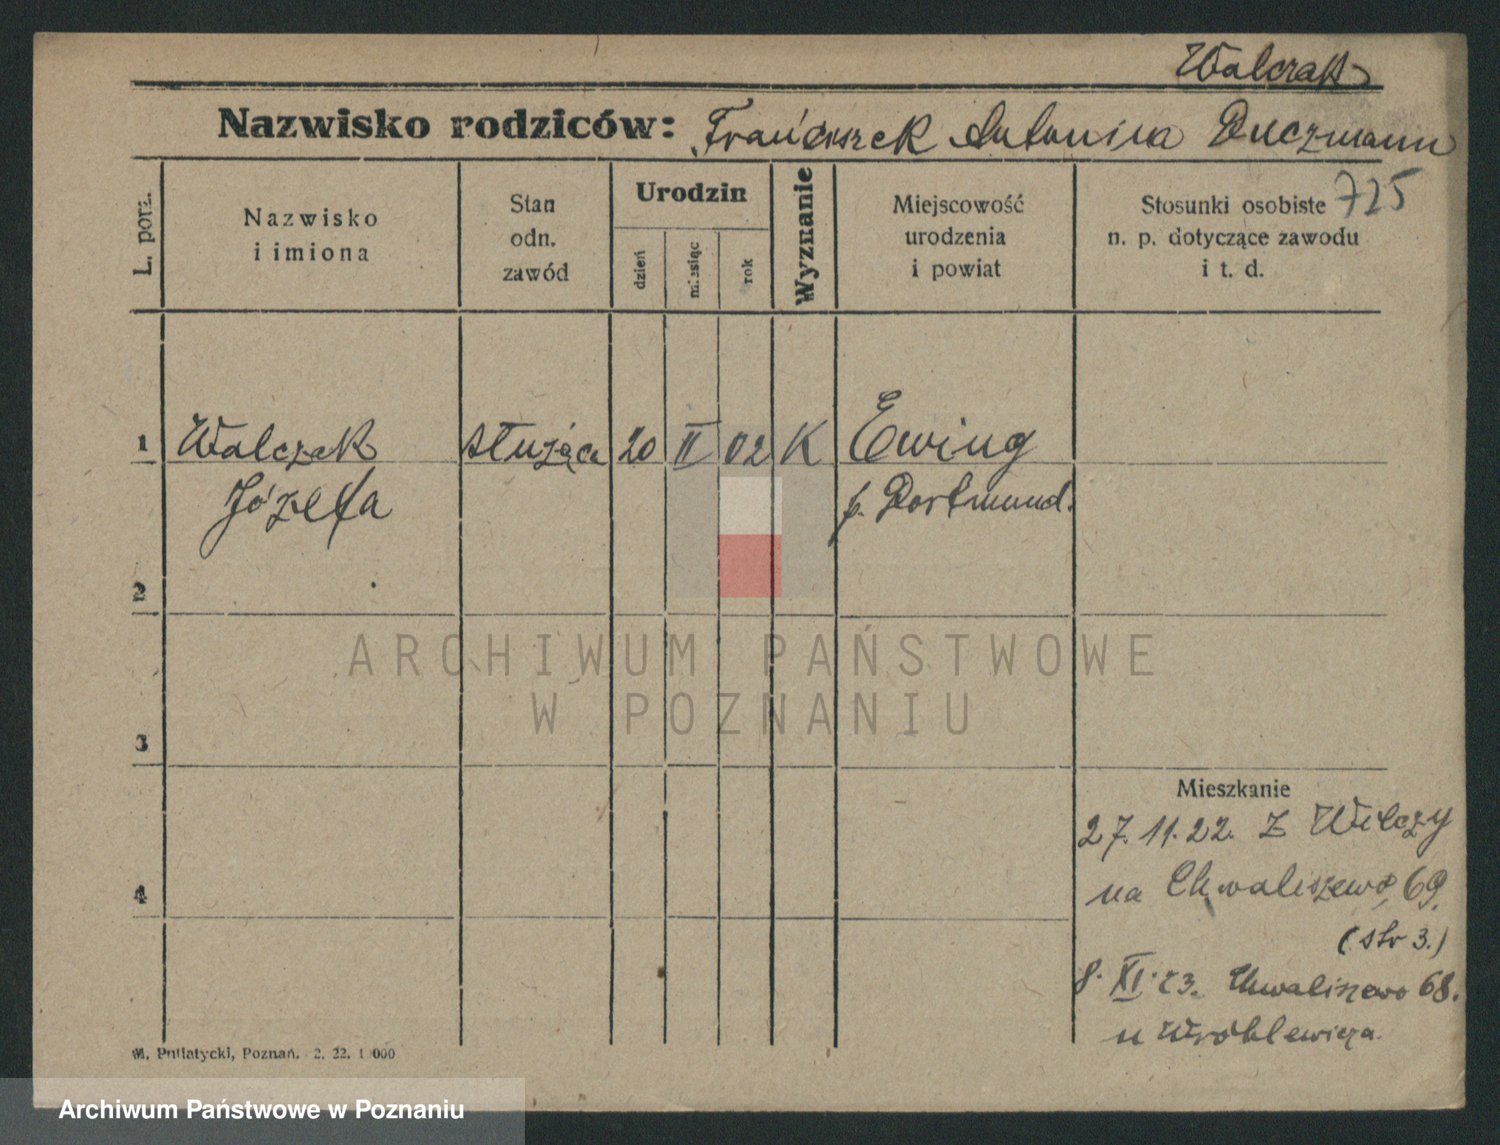 Walczak
Nazwisko rodziców: Franciszek Antonina Duczmann
L. porz.
Nazwisko
i imiona
Stan
odn.
zawód
Urodzin
dzień
miesiąc
rok
Wyznanie
Miejscowość
urodzenia
i powiat
Stosunki osobiste 725
n. p. dotyczące zawodu
i t. d.
1 Walczak służąca 20 II 02 K Ewing
Józefa p. Dortmund.
2
3
4
ARCHIWUM PAŃSTWOWE
W POZNANIU
Mieszkanie
27.11.22. z Wilczy
na Chwaliszewo 69.
(str 3.)
8. XI. 23. Chwaliszewo 68.
u Wróblewicza.
M. Putiatycki, Poznań. 2. 22. 1 000
Archiwum Państwowe w Poznaniu